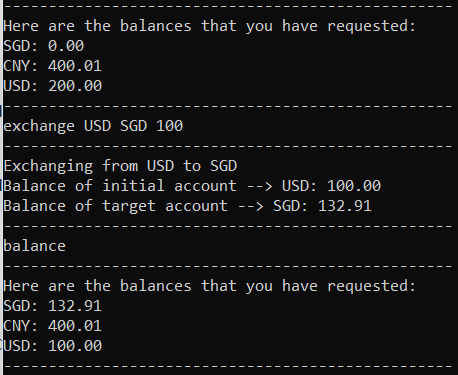 --------------------------------------------------
Here are the balances that you have requested:
SGD: 0.00
CNY: 400.01
USD: 200.00
--------------------------------------------------
exchange USD SGD 100
--------------------------------------------------
Exchanging from USD to SGD
Balance of initial account --> USD: 100.00
Balance of target account --> SGD: 132.91
--------------------------------------------------
balance
--------------------------------------------------
Here are the balances that you have requested:
SGD: 132.91
CNY: 400.01
USD: 100.00
--------------------------------------------------